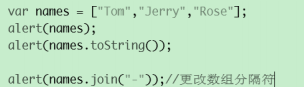 var names = ["Tom","Jerry","Rose"];
alert(names);
alert(names.toString());
alert(names.join("-"));//更改数组分隔符